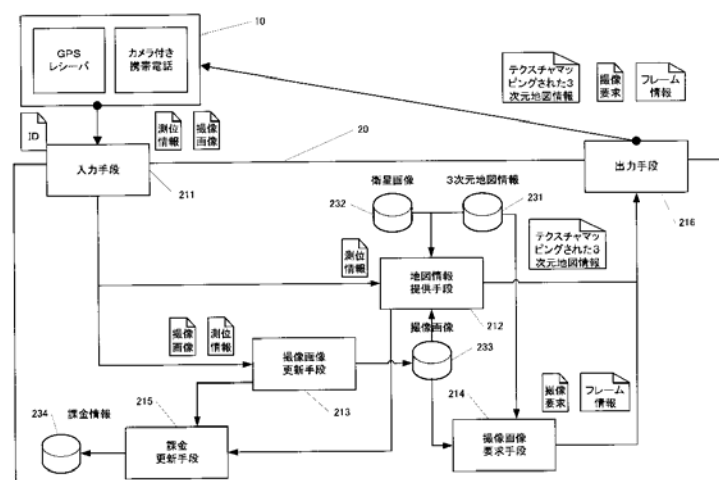 10
GPS
レシーバ
カメラ付き
携帯電話
テクスチャマッ
ピングされた3
次元地図情報
撮像
要求
フレーム
情報
ID
測位
情報
撮像
画像
20
入力手段
211
出力手段
216
衛星画像
232
3次元地図情報
231
測位
情報
テクスチャマッ
ピングされた3
次元地図情報
地図情報
提供手段
212
撮像
画像
測位
情報
撮像画像
233
撮像画像
更新手段
213
撮像
要求
フレーム
情報
214
撮像画像
要求手段
234
課金情報
215
課金
更新手段